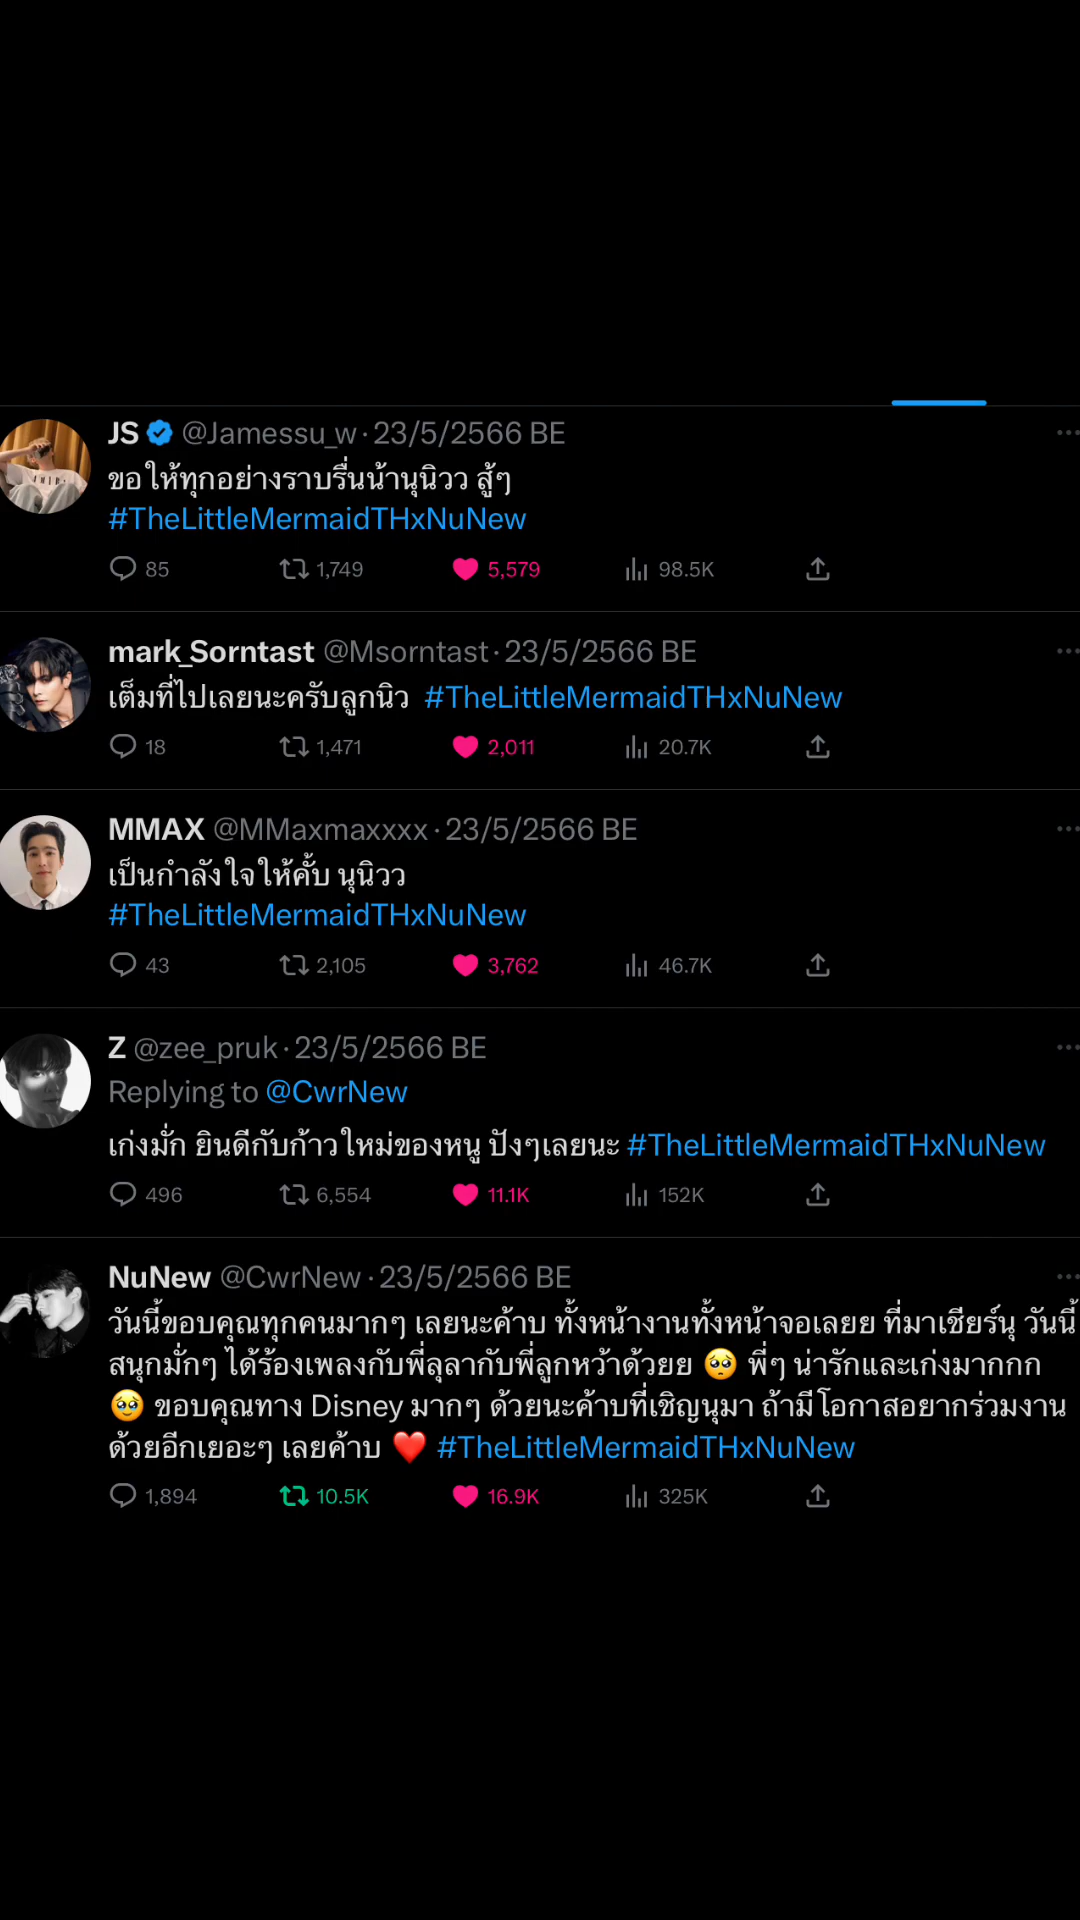 JS @Jamessu_w · 23/5/2566 BE
ขอให้ทุกอย่างราบรื่นน้านุนิวว สู้ๆ
#TheLittleMermaidTHxNuNew
85 1,749 5,579 98.5K
mark_Sorntast @Msorntast · 23/5/2566 BE
เต็มที่ไปเลยนะครับลูกนิว #TheLittleMermaidTHxNuNew
18 1,471 2,011 20.7K
MMAX @MMaxmaxxxx · 23/5/2566 BE
เป็นกำลังใจให้คั้บ นุนิวว
#TheLittleMermaidTHxNuNew
43 2,105 3,762 46.7K
Z @zee_pruk · 23/5/2566 BE
Replying to @CwrNew
เก่งมั่ก ยินดีกับก้าวใหม่ของหนู ปังๆเลยนะ #TheLittleMermaidTHxNuNew
496 6,554 11.1K 152K
NuNew @CwrNew · 23/5/2566 BE
วันนี้ขอบคุณทุกคนมากๆ เลยนะค้าบ ทั้งหน้างานทั้งหน้าจอเลยย ที่มาเชียร์นุ วันนี้
สนุกมั่กๆ ได้ร้องเพลงกับพี่ลุลากับพี่ลูกหว้าด้วยย 🥺 พี่ๆ น่ารักและเก่งมากกก
🥹 ขอบคุณทาง Disney มากๆ ด้วยนะค้าบที่เชิญนุมา ถ้ามีโอกาสอยากร่วมงาน
ด้วยอีกเยอะๆ เลยค้าบ ❤️ #TheLittleMermaidTHxNuNew
1,894 10.5K 16.9K 325K